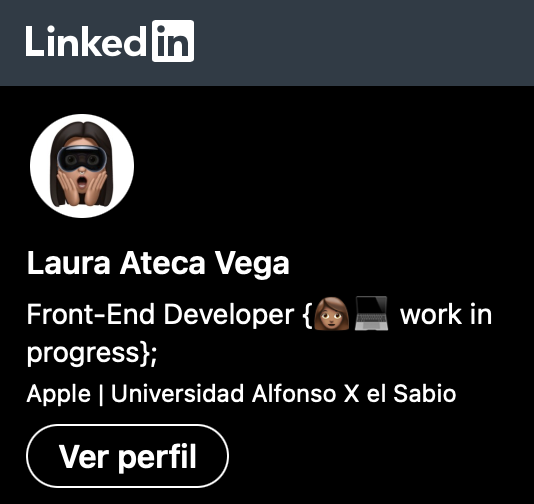 LinkedIn
Laura Ateca Vega
Front-End Developer {👩🏽💻 work in
progress};
Apple | Universidad Alfonso X el Sabio
Ver perfil